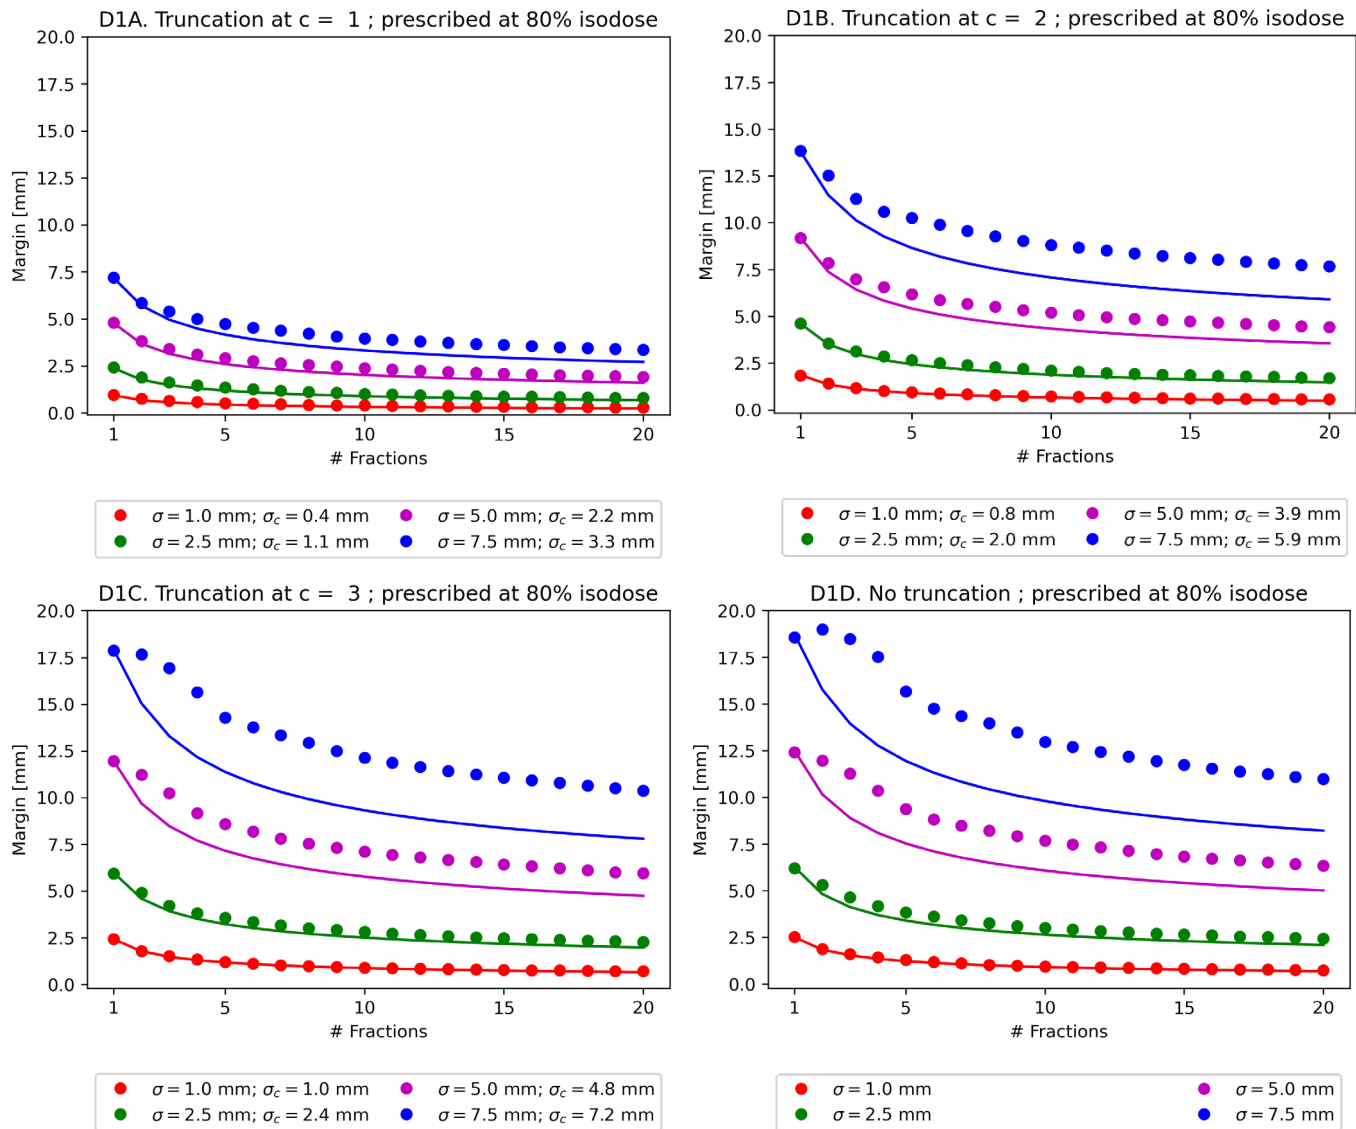 D1A. Truncation at c = 1 ; prescribed at 80% isodose
20.0
17.5
15.0
12.5
10.0
7.5
5.0
2.5
0.0
Margin [mm]
1 5 10 15 20
# Fractions
σ = 1.0 mm; σc = 0.4 mm
σ = 2.5 mm; σc = 1.1 mm
σ = 5.0 mm; σc = 2.2 mm
σ = 7.5 mm; σc = 3.3 mm
D1B. Truncation at c = 2 ; prescribed at 80% isodose
20.0
17.5
15.0
12.5
10.0
7.5
5.0
2.5
0.0
Margin [mm]
1 5 10 15 20
# Fractions
σ = 1.0 mm; σc = 0.8 mm
σ = 2.5 mm; σc = 2.0 mm
σ = 5.0 mm; σc = 3.9 mm
σ = 7.5 mm; σc = 5.9 mm
D1C. Truncation at c = 3 ; prescribed at 80% isodose
20.0
17.5
15.0
12.5
10.0
7.5
5.0
2.5
0.0
Margin [mm]
1 5 10 15 20
# Fractions
σ = 1.0 mm; σc = 1.0 mm
σ = 2.5 mm; σc = 2.4 mm
σ = 5.0 mm; σc = 4.8 mm
σ = 7.5 mm; σc = 7.2 mm
D1D. No truncation ; prescribed at 80% isodose
20.0
17.5
15.0
12.5
10.0
7.5
5.0
2.5
0.0
Margin [mm]
1 5 10 15 20
# Fractions
σ = 1.0 mm
σ = 2.5 mm
σ = 5.0 mm
σ = 7.5 mm